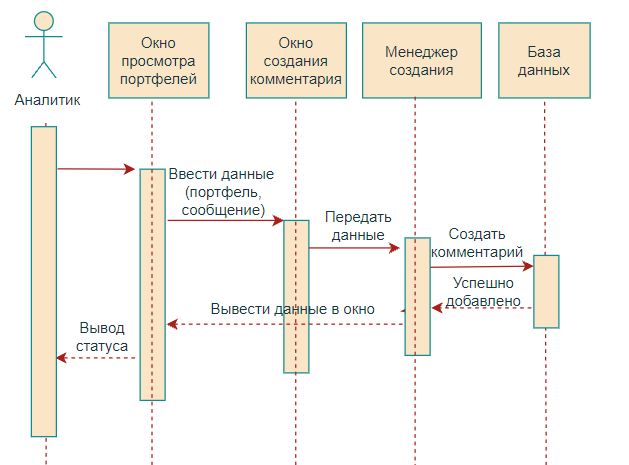 Аналитик
Окно
просмотра
портфелей
Окно
создания
комментария
Менеджер
создания
База
данных
Ввести данные
(портфель,
сообщение)
Передать
данные
Создать
комментарий
Успешно
добавлено
Вывести данные в окно
Вывод
статуса